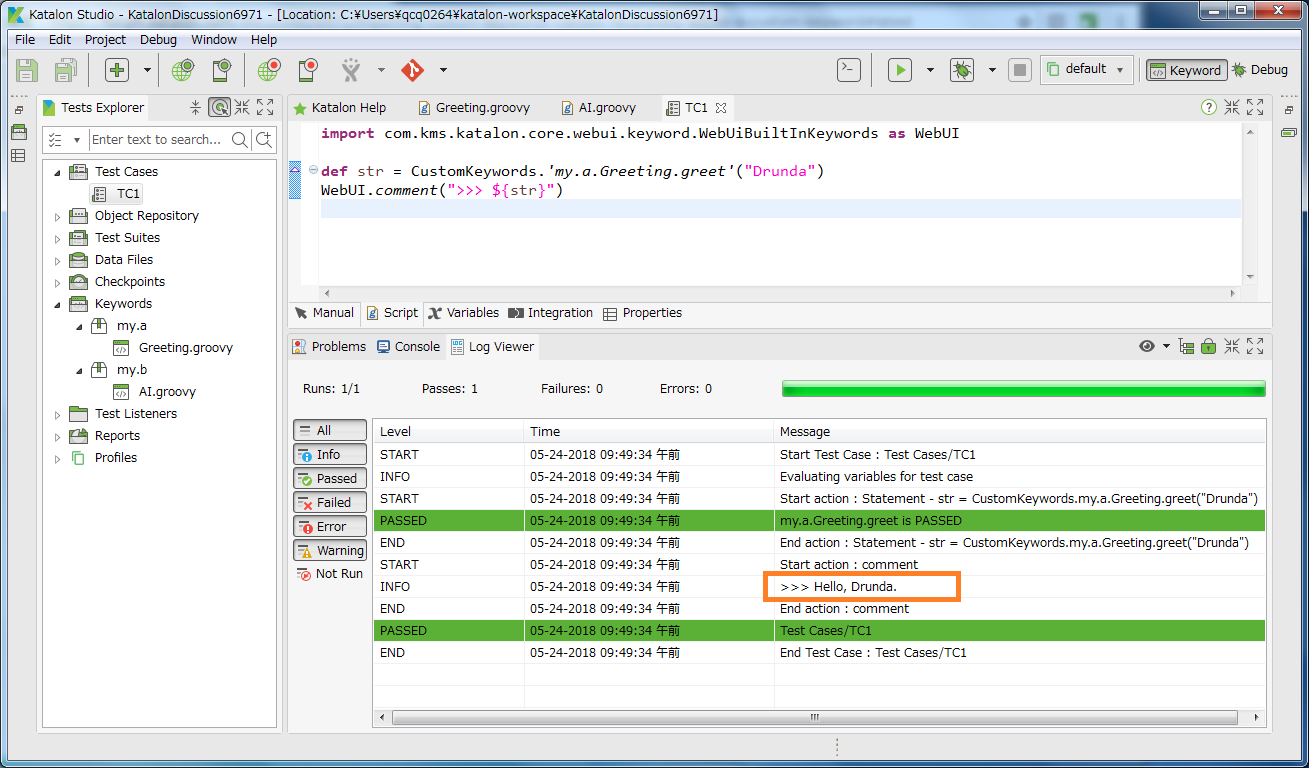 Katalon Studio - KatalonDiscussion6971 - [Location: C:¥Users¥qcq0264¥katalon-workspace¥KatalonDiscussion6971]
File Edit Project Debug Window Help
default Keyword Debug
Tests Explorer
Enter text to search...
Test Cases
TC1
Object Repository
Test Suites
Data Files
Checkpoints
Keywords
my.a
Greeting.groovy
my.b
AI.groovy
Test Listeners
Reports
Profiles
Katalon Help Greeting.groovy AI.groovy TC1
import com.kms.katalon.core.webui.keyword.WebUiBuiltInKeywords as WebUI
def str = CustomKeywords.'my.a.Greeting.greet'("Drunda")
WebUI.comment(">>> ${str}")
Manual Script Variables Integration Properties
Problems Console Log Viewer
Runs: 1/1 Passes: 1 Failures: 0 Errors: 0
All
Info
Passed
Failed
Error
Warning
Not Run
Level Time Message
START 05-24-2018 09:49:34 午前 Start Test Case : Test Cases/TC1
INFO 05-24-2018 09:49:34 午前 Evaluating variables for test case
START 05-24-2018 09:49:34 午前 Start action : Statement - str = CustomKeywords.my.a.Greeting.greet("Drunda")
PASSED 05-24-2018 09:49:34 午前 my.a.Greeting.greet is PASSED
END 05-24-2018 09:49:34 午前 End action : Statement - str = CustomKeywords.my.a.Greeting.greet("Drunda")
START 05-24-2018 09:49:34 午前 Start action : comment
INFO 05-24-2018 09:49:34 午前 >>> Hello, Drunda.
END 05-24-2018 09:49:34 午前 End action : comment
PASSED 05-24-2018 09:49:34 午前 Test Cases/TC1
END 05-24-2018 09:49:34 午前 End Test Case : Test Cases/TC1